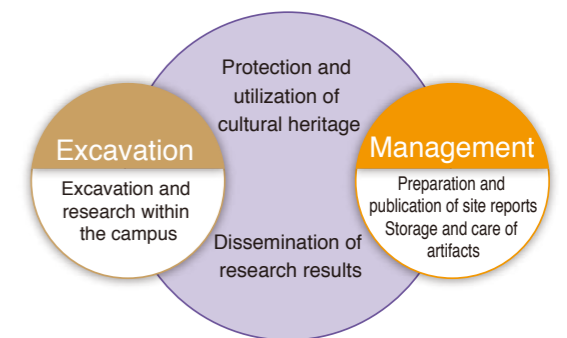 Protection and
utilization of
cultural heritage
Excavation
Excavation and
research within
the campus
Management
Preparation and
publication of site reports
Storage and care of
artifacts
Dissemination of
research results